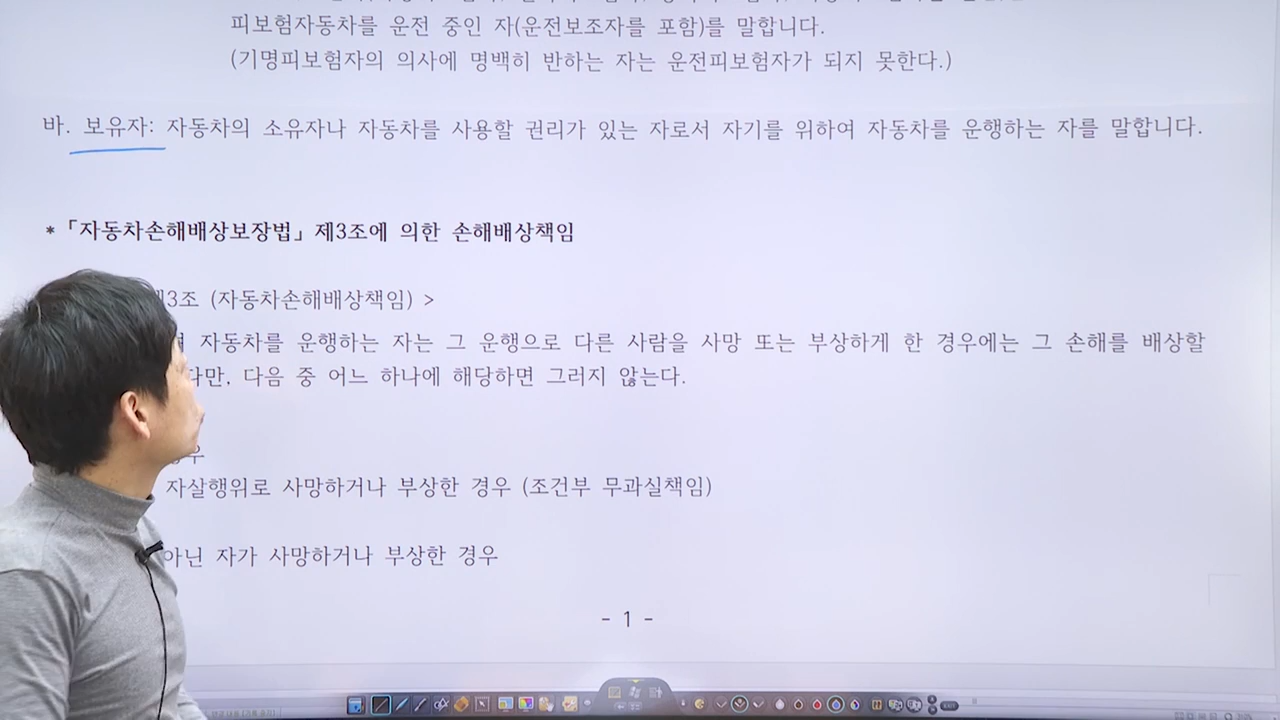 피보험자동차를 운전 중인 자(운전보조자를 포함)를 말합니다.
(기명피보험자의 의사에 명백히 반하는 자는 운전피보험자가 되지 못한다.)
바. 보유자: 자동차의 소유자나 자동차를 사용할 권리가 있는 자로서 자기를 위하여 자동차를 운행하는 자를 말합니다.
*「자동차손해배상보장법」 제3조에 의한 손해배상책임
제3조 (자동차손해배상책임) >
자동차를 운행하는 자는 그 운행으로 다른 사람을 사망 또는 부상하게 한 경우에는 그 손해를 배상할
다만, 다음 중 어느 하나에 해당하면 그러지 않는다.
자살행위로 사망하거나 부상한 경우 (조건부 무과실책임)
아닌 자가 사망하거나 부상한 경우
- 1 -
EXIT